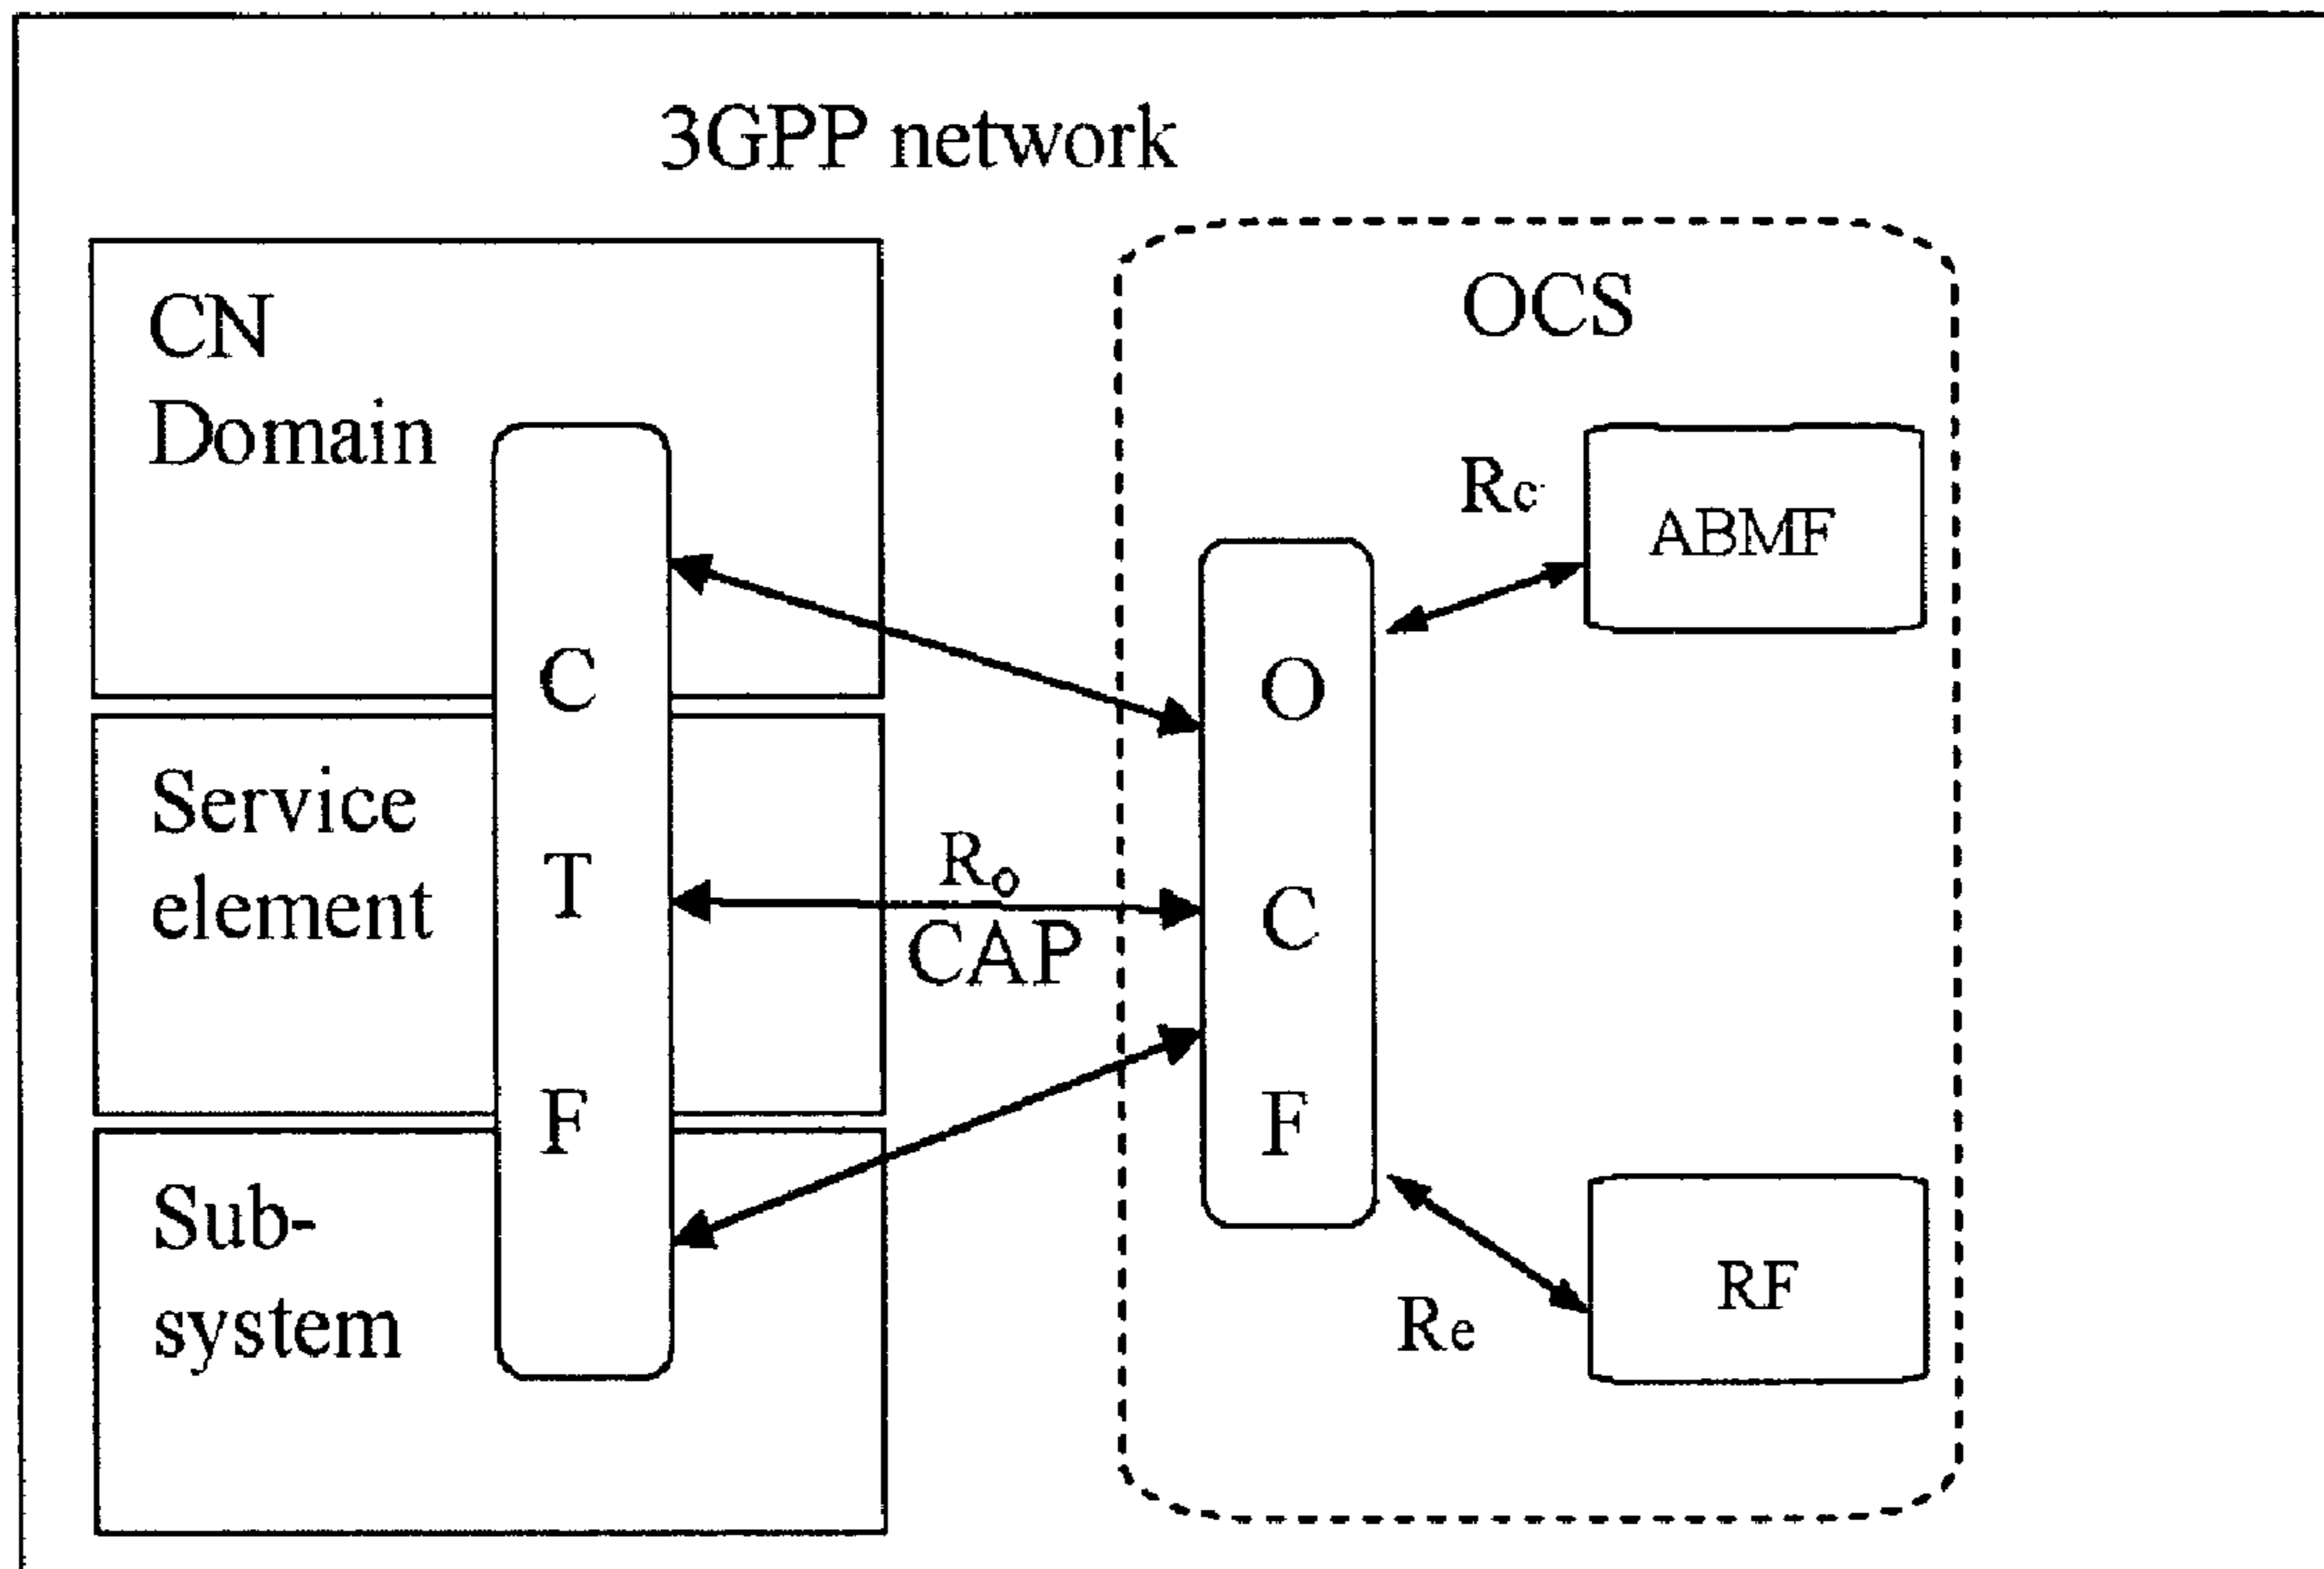 3GPP network
CN
Domain
Service
element
Sub-
system
C
T
F
Ro
CAP
OCS
O
C
F
Rc
ABMF
Re
RF